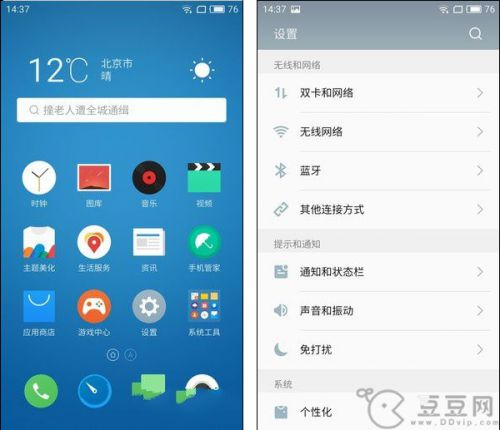 14:37
76
12℃
北京市
晴
撞老人遭全城通缉
时钟
图库
音乐
视频
主题美化
生活服务
资讯
手机管家
应用商店
游戏中心
设置
系统工具
14:37
76
设置
无线和网络
双卡和网络
无线网络
蓝牙
其他连接方式
提示和通知
通知和状态栏
声音和振动
免打扰
系统
个性化
豆豆网
www.DDvip.com